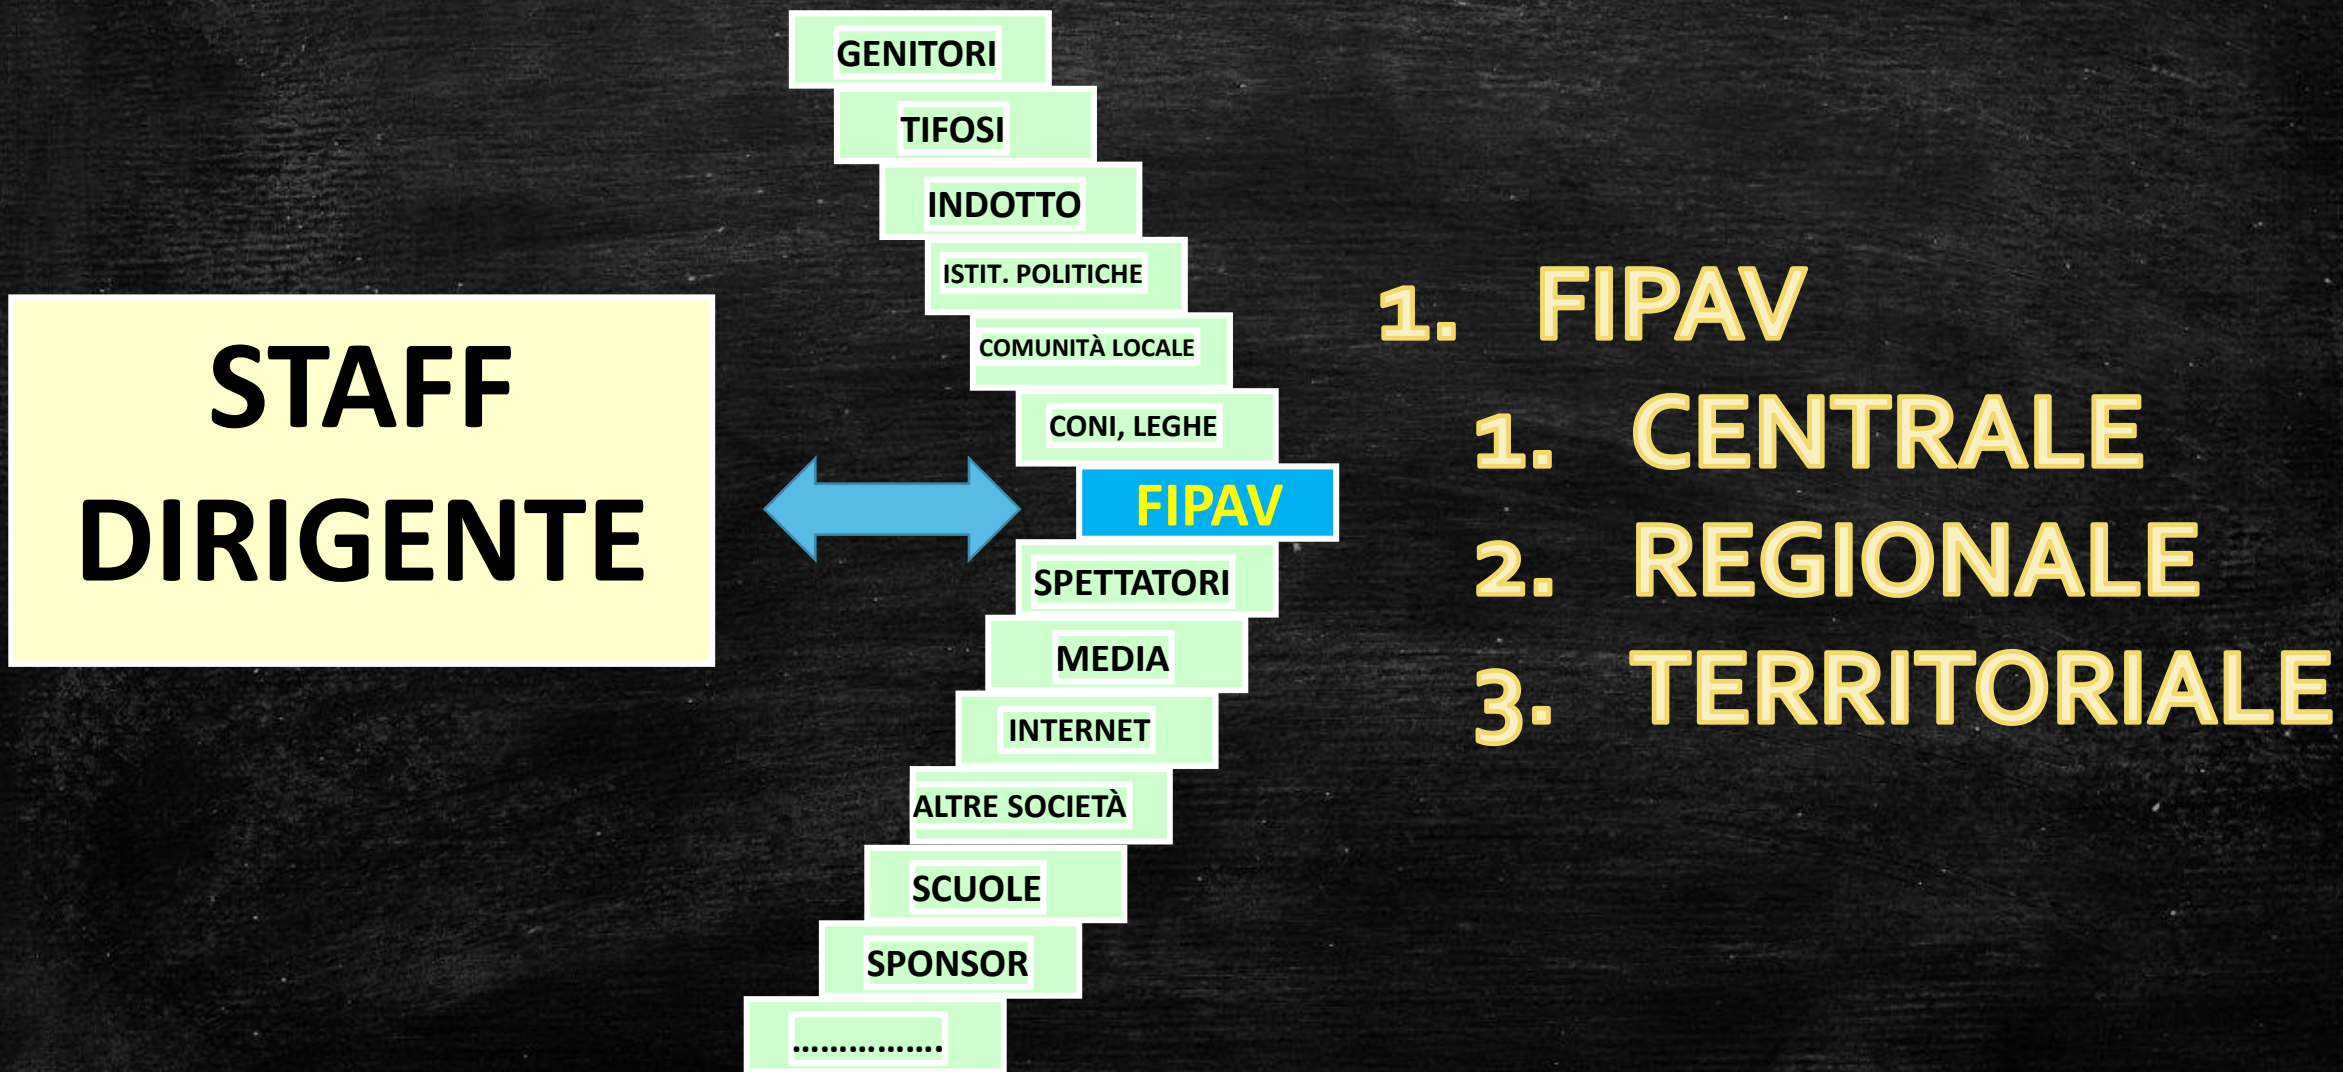 STAFF
DIRIGENTE
GENITORI
TIFOSI
INDOTTO
ISTIT. POLITICHE
COMUNITÀ LOCALE
CONI, LEGHE
FIPAV
SPETTATORI
MEDIA
INTERNET
ALTRE SOCIETÀ
SCUOLE
SPONSOR
................
1. FIPAV
1. CENTRALE
2. REGIONALE
3. TERRITORIALE